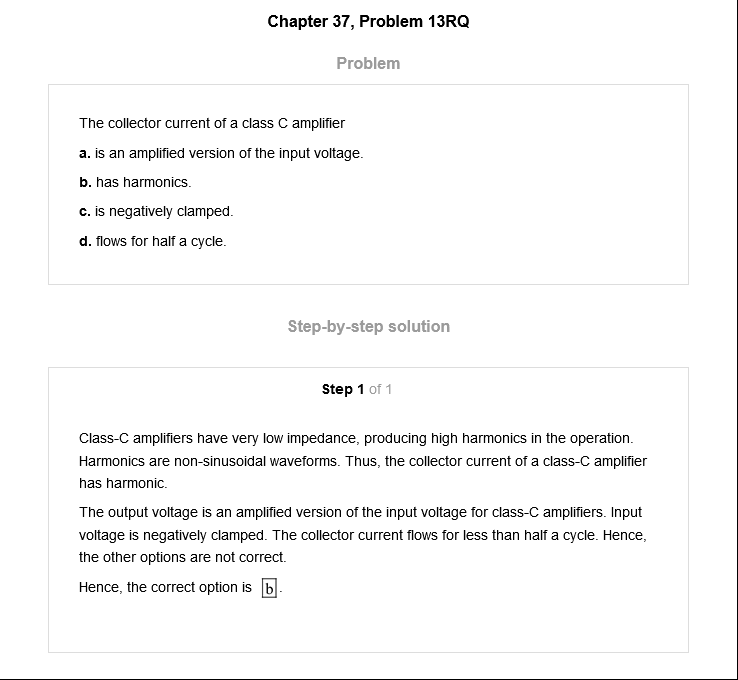 Chapter 37, Problem 13RQ
Problem
The collector current of a class C amplifier
a. is an amplified version of the input voltage.
b. has harmonics.
c. is negatively clamped.
d. flows for half a cycle.
Step-by-step solution
Step 1 of 1
Class-C amplifiers have very low impedance, producing high harmonics in the operation.
Harmonics are non-sinusoidal waveforms. Thus, the collector current of a class-C amplifier
has harmonic.
The output voltage is an amplified version of the input voltage for class-C amplifiers. Input
voltage is negatively clamped. The collector current flows for less than half a cycle. Hence,
the other options are not correct.
Hence, the correct option is b.